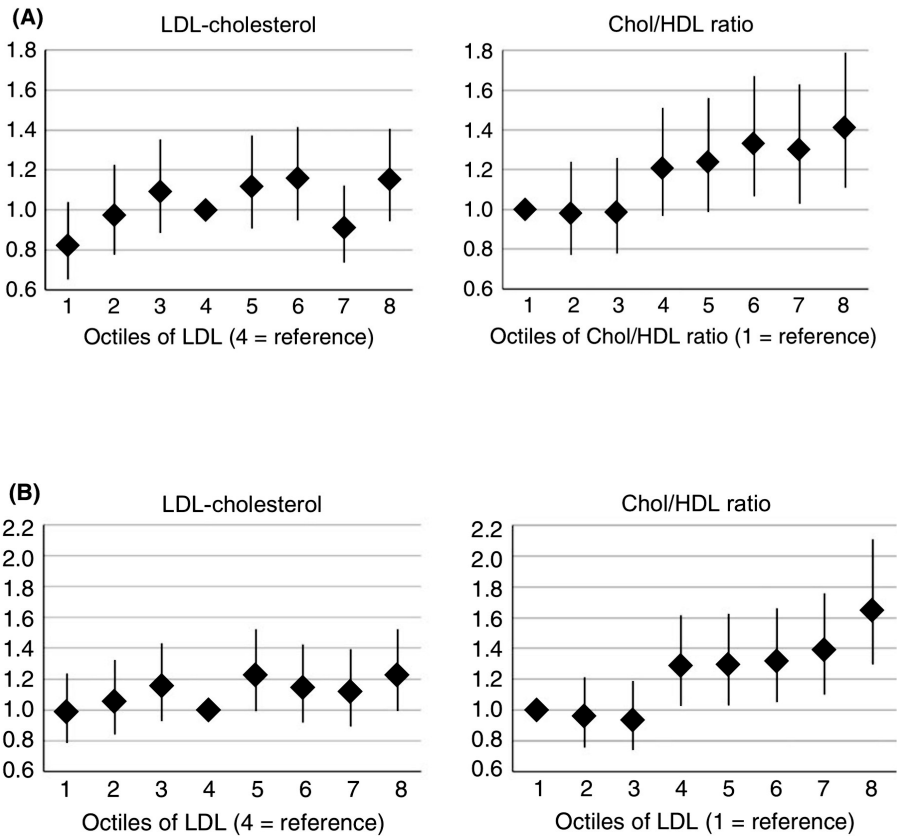 (A)
LDL-cholesterol
1.8
1.6
1.4
1.2
1.0
0.8
0.6
1 2 3 4 5 6 7 8
Octiles of LDL (4 = reference)
Chol/HDL ratio
1.8
1.6
1.4
1.2
1.0
0.8
0.6
1 2 3 4 5 6 7 8
Octiles of Chol/HDL ratio (1 = reference)
(B)
LDL-cholesterol
2.2
2.0
1.8
1.6
1.4
1.2
1.0
0.8
0.6
1 2 3 4 5 6 7 8
Octiles of LDL (4 = reference)
Chol/HDL ratio
2.2
2.0
1.8
1.6
1.4
1.2
1.0
0.8
0.6
1 2 3 4 5 6 7 8
Octiles of LDL (1 = reference)